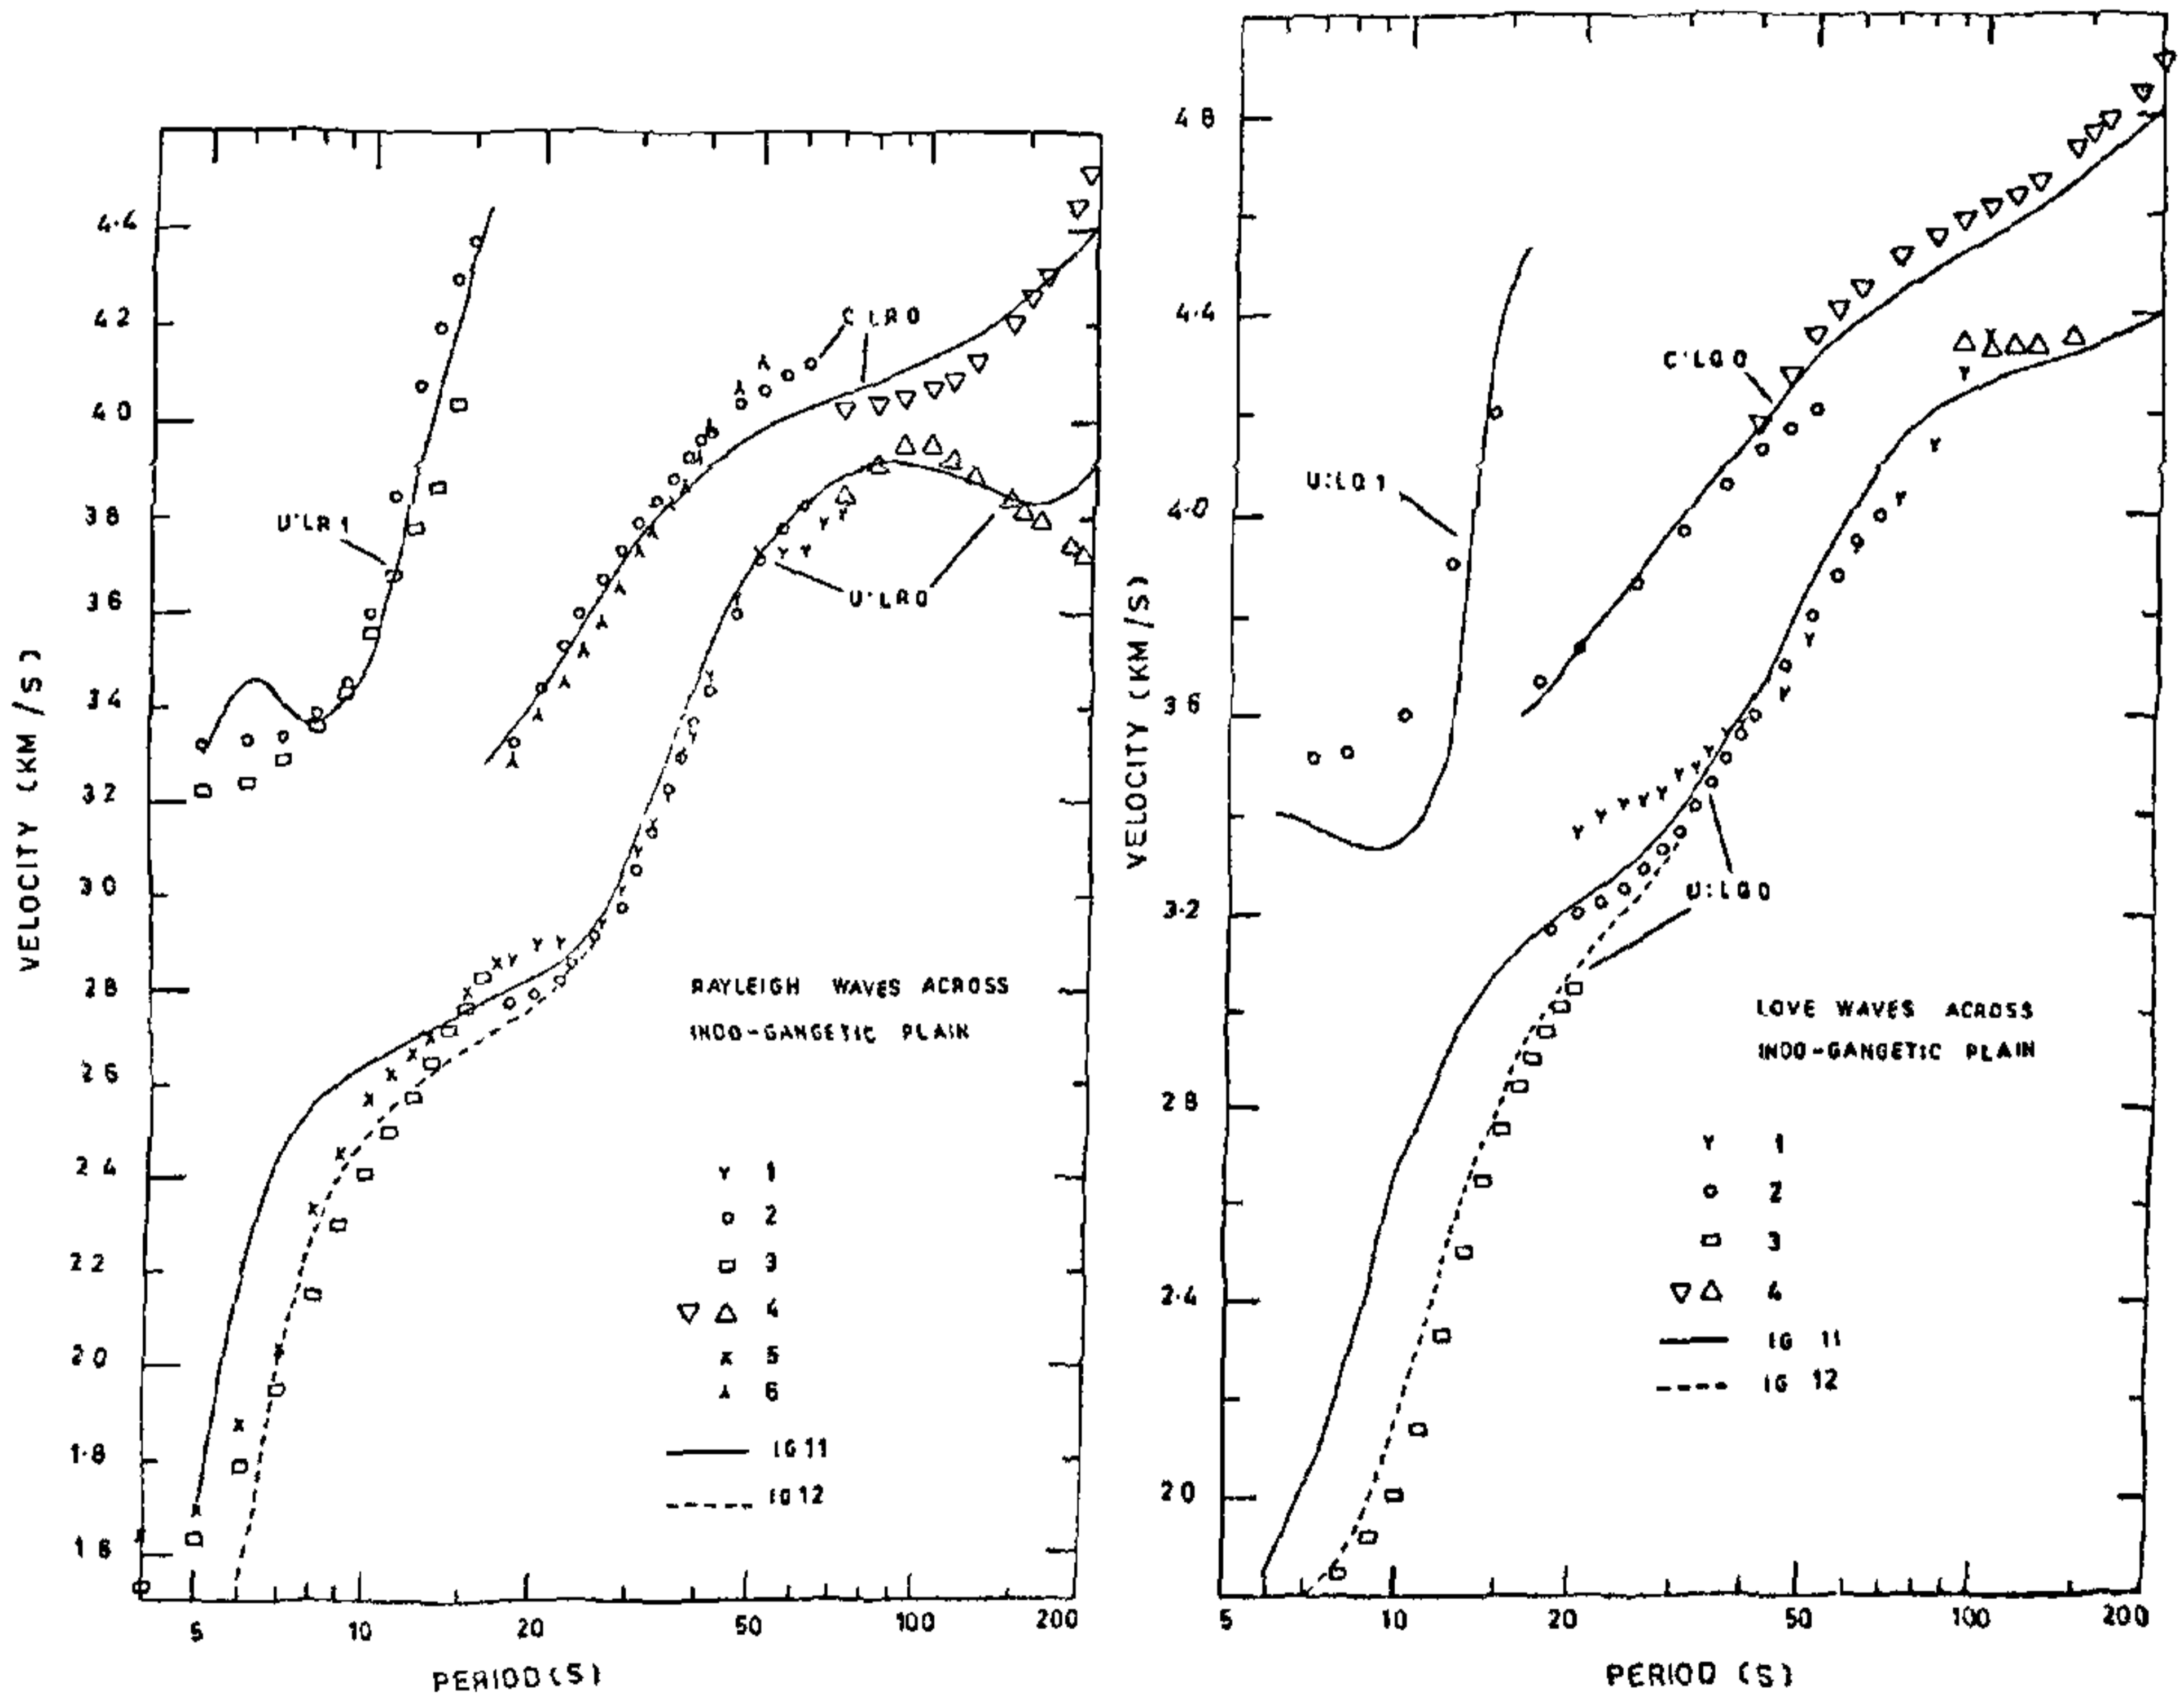 4.4
4 2
4 0
3 8
3 6
3 4
3 2
3 0
2 8
2 6
2 4
2 2
2 0
1.8
1 6
VELOCITY (KM/S)
C LR 0
U'LR 1
U'LR 0
RAYLEIGH WAVES ACROSS
INDO-GANGETIC PLAIN
Y 1
o 2
□ 3
▽ △ 4
x 5
⅄ 6
IG 11
IG 12
5 10 20 50 100 200
PERIOD (S)
4 8
4.4
4.0
3 6
3.2
2 8
2.4
2 0
VELOCITY (KM/S)
C'LQ 0
U:LQ 1
U:LQ 0
LOVE WAVES ACROSS
INDO-GANGETIC PLAIN
Y 1
o 2
□ 3
▽ △ 4
IG 11
IG 12
5 10 20 50 100 200
PERIOD (S)